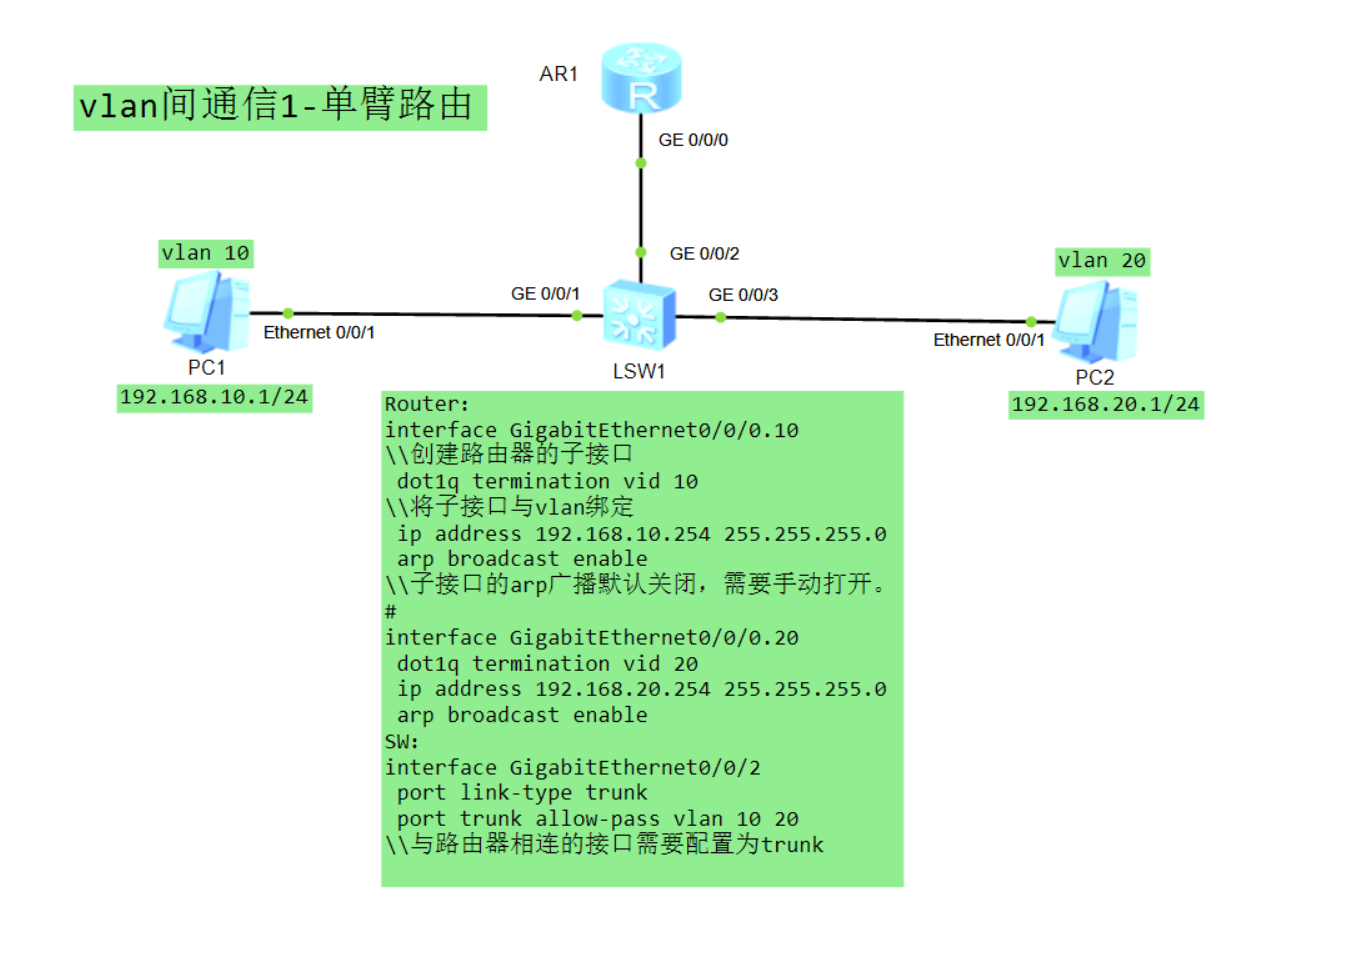 AR1
R
vlan间通信1-单臂路由
GE 0/0/0
vlan 10
GE 0/0/2
vlan 20
GE 0/0/1
GE 0/0/3
Ethernet 0/0/1
Ethernet 0/0/1
PC1
LSW1
PC2
192.168.10.1/24
192.168.20.1/24
Router:
interface GigabitEthernet0/0/0.10
\\创建路由器的子接口
dot1q termination vid 10
\\将子接口与vlan绑定
ip address 192.168.10.254 255.255.255.0
arp broadcast enable
\\子接口的arp广播默认关闭，需要手动打开。
#
interface GigabitEthernet0/0/0.20
dot1q termination vid 20
ip address 192.168.20.254 255.255.255.0
arp broadcast enable
SW:
interface GigabitEthernet0/0/2
port link-type trunk
port trunk allow-pass vlan 10 20
\\与路由器相连的接口需要配置为trunk